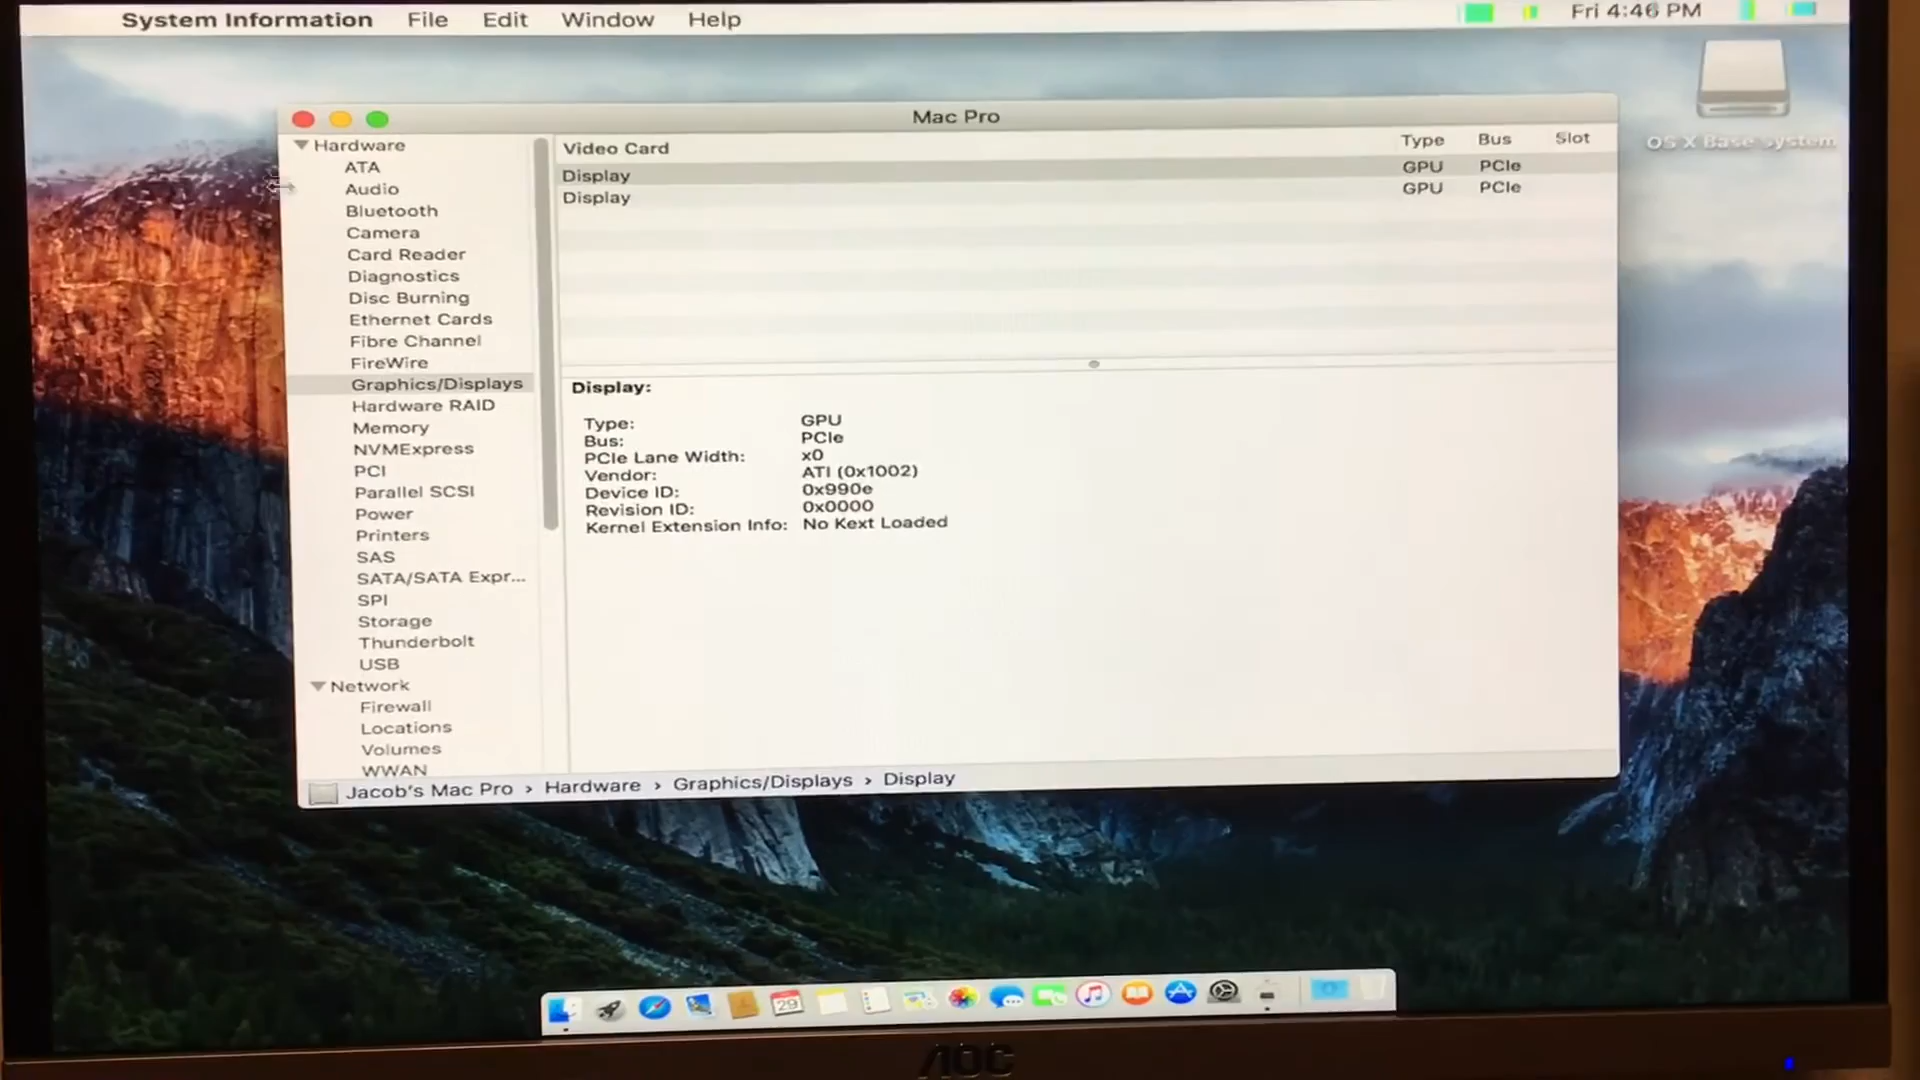 System Information File Edit Window Help Fri 4:46 PM
Mac Pro
OS X Base System
Hardware
ATA
Audio
Bluetooth
Camera
Card Reader
Diagnostics
Disc Burning
Ethernet Cards
Fibre Channel
FireWire
Graphics/Displays
Hardware RAID
Memory
NVMExpress
PCI
Parallel SCSI
Power
Printers
SAS
SATA/SATA Expr...
SPI
Storage
Thunderbolt
USB
Network
Firewall
Locations
Volumes
WWAN
Video Card Type Bus Slot
Display GPU PCIe
Display GPU PCIe
Display:
Type: GPU
Bus: PCIe
PCIe Lane Width: x0
Vendor: ATI (0x1002)
Device ID: 0x990e
Revision ID: 0x0000
Kernel Extension Info: No Kext Loaded
Jacob's Mac Pro › Hardware › Graphics/Displays › Display
29
AOC